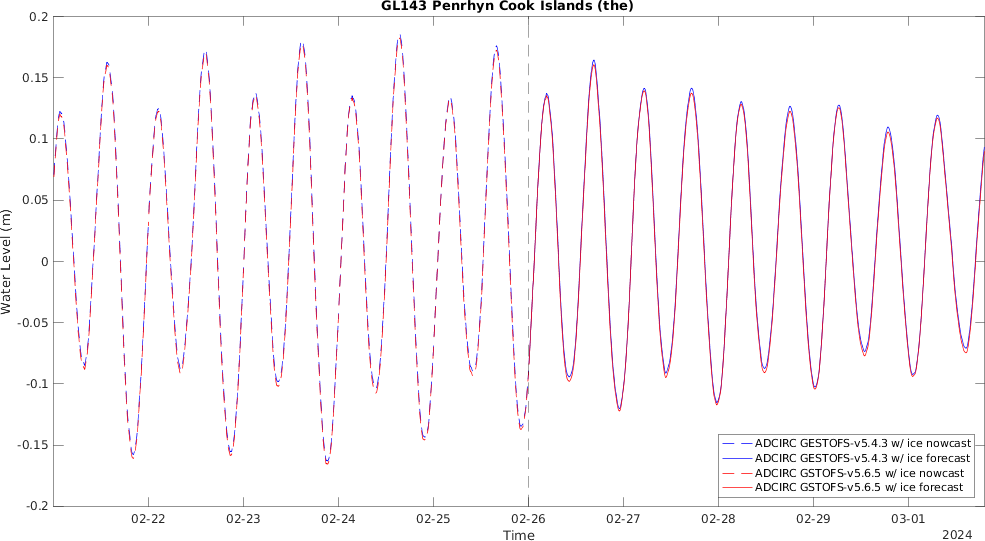 GL143 Penrhyn Cook Islands (the)
0.2
0.15
0.1
0.05
0
-0.05
-0.1
-0.15
-0.2
Water Level (m)
02-22 02-23 02-24 02-25 02-26 02-27 02-28 02-29 03-01
Time
2024
ADCIRC GESTOFS-v5.4.3 w/ ice nowcast
ADCIRC GESTOFS-v5.4.3 w/ ice forecast
ADCIRC GSTOFS-v5.6.5 w/ ice nowcast
ADCIRC GSTOFS-v5.6.5 w/ ice forecast